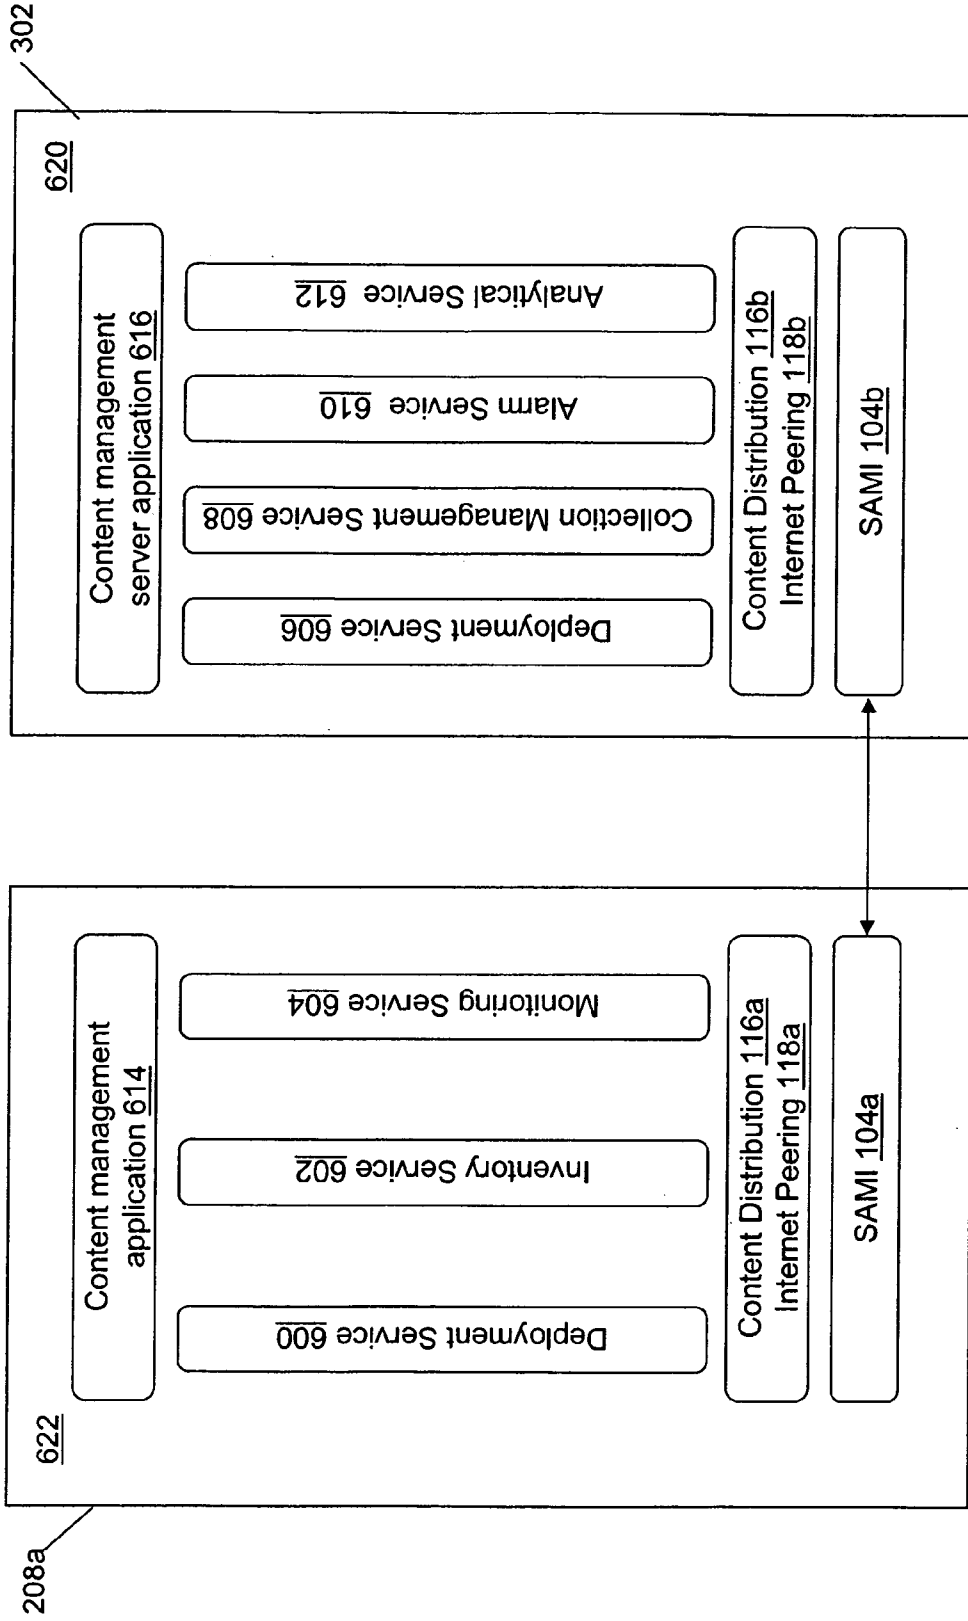 208a
622
Content management
application 614
Deployment Service 600
Inventory Service 602
Monitoring Service 604
Content Distribution 116a
Internet Peering 118a
SAMI 104a
302
620
Content management
server application 616
Deployment Service 606
Collection Management Service 608
Alarm Service 610
Analytical Service 612
Content Distribution 116b
Internet Peering 118b
SAMI 104b